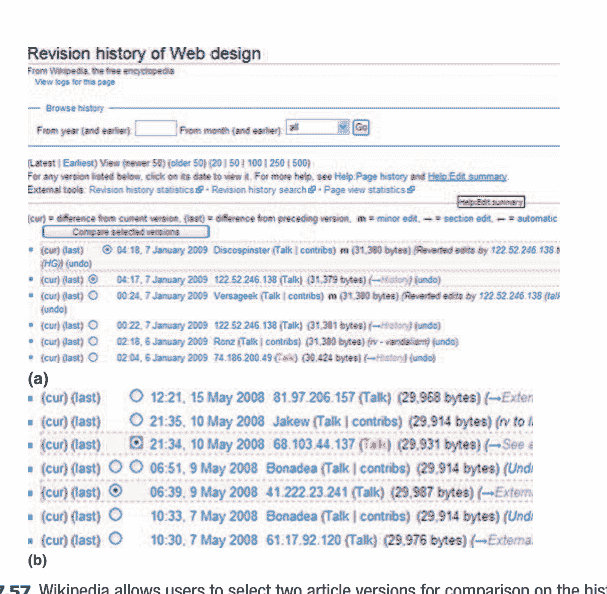 Revision history of Web design
From Wikipedia, the free encyclopedia
View logs for this page
Browse history
From year (and earlier): From month (and earlier): all Go
(Latest | Earliest) View (newer 50) (older 50) (20 | 50 | 100 | 250 | 500)
For any version listed below, click on its date to view it. For more help, see Help:Page history and Help:Edit summary.
External tools: Revision history statistics · Revision history search · Page view statistics
Help:Edit summary
(cur) = difference from current version, (last) = difference from preceding version, m = minor edit, → = section edit, ← = automatic
Compare selected versions
(cur) (last) 04:18, 7 January 2009 Discospinster (Talk | contribs) m (31,380 bytes) (Reverted edits by 122.52.246.138 t
(HG)) (undo)
(cur) (last) 04:17, 7 January 2009 122.52.246.138 (Talk) (31,379 bytes) (→History) (undo)
(cur) (last) 00:24, 7 January 2009 Versageek (Talk | contribs) m (31,380 bytes) (Reverted edits by 122.52.246.138 (talk
(undo)
(cur) (last) 00:22, 7 January 2009 122.52.246.138 (Talk) (31,381 bytes) (→History) (undo)
(cur) (last) 02:18, 6 January 2009 Ronz (Talk | contribs) (31,380 bytes) (rv - vandalism) (undo)
(cur) (last) 02:04, 6 January 2009 74.186.200.49 (Talk) (30,424 bytes) (→History) (undo)
(a)
(cur) (last) 12:21, 15 May 2008 81.97.206.157 (Talk) (29,968 bytes) (→Exter
(cur) (last) 21:35, 10 May 2008 Jakew (Talk | contribs) (29,914 bytes) (rv to l
(cur) (last) 21:34, 10 May 2008 68.103.44.137 (Talk) (29,931 bytes) (→See a
(cur) (last) 06:51, 9 May 2008 Bonadea (Talk | contribs) (29,914 bytes) (Und
(cur) (last) 06:39, 9 May 2008 41.222.23.241 (Talk) (29,987 bytes) (→Extern
(cur) (last) 10:33, 7 May 2008 Bonadea (Talk | contribs) (29,914 bytes) (Und
(cur) (last) 10:30, 7 May 2008 61.17.92.120 (Talk) (29,976 bytes) (→Externa
(b)
7.57 Wikipedia allows users to select two article versions for comparison on the hist